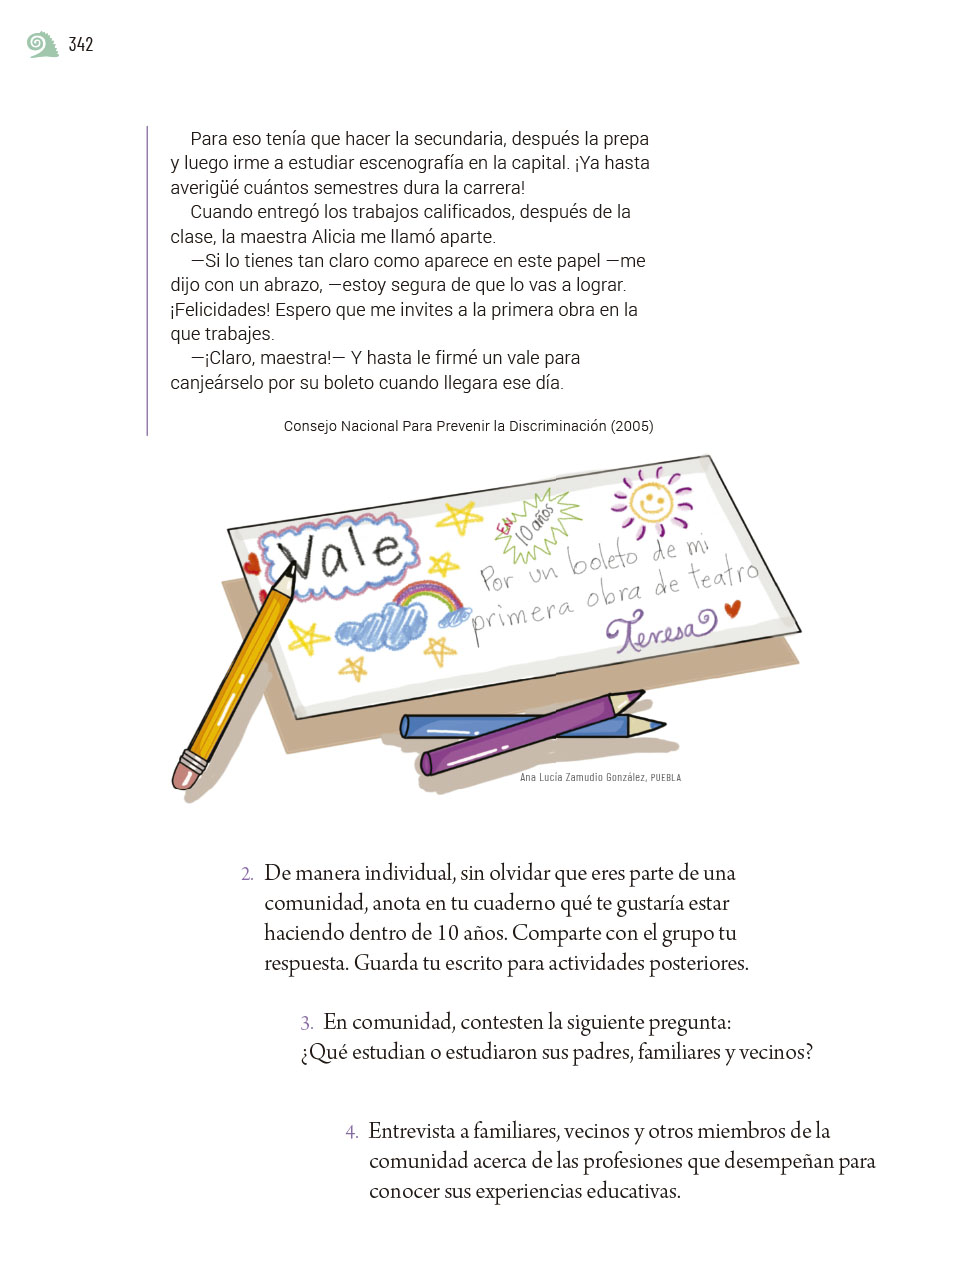 342
Para eso tenía que hacer la secundaria, después la prepa
y luego irme a estudiar escenografía en la capital. ¡Ya hasta
averigüé cuántos semestres dura la carrera!
Cuando entregó los trabajos calificados, después de la
clase, la maestra Alicia me llamó aparte.
—Si lo tienes tan claro como aparece en este papel —me
dijo con un abrazo, —estoy segura de que lo vas a lograr.
¡Felicidades! Espero que me invites a la primera obra en la
que trabajes.
—¡Claro, maestra!— Y hasta le firmé un vale para
canjeárselo por su boleto cuando llegara ese día.
Consejo Nacional Para Prevenir la Discriminación (2005)
Vale
EN
10 años
Por un boleto de mi
primera obra de teatro
Teresa
Ana Lucía Zamudio González, PUEBLA
2. De manera individual, sin olvidar que eres parte de una
comunidad, anota en tu cuaderno qué te gustaría estar
haciendo dentro de 10 años. Comparte con el grupo tu
respuesta. Guarda tu escrito para actividades posteriores.
3. En comunidad, contesten la siguiente pregunta:
¿Qué estudian o estudiaron sus padres, familiares y vecinos?
4. Entrevista a familiares, vecinos y otros miembros de la
comunidad acerca de las profesiones que desempeñan para
conocer sus experiencias educativas.